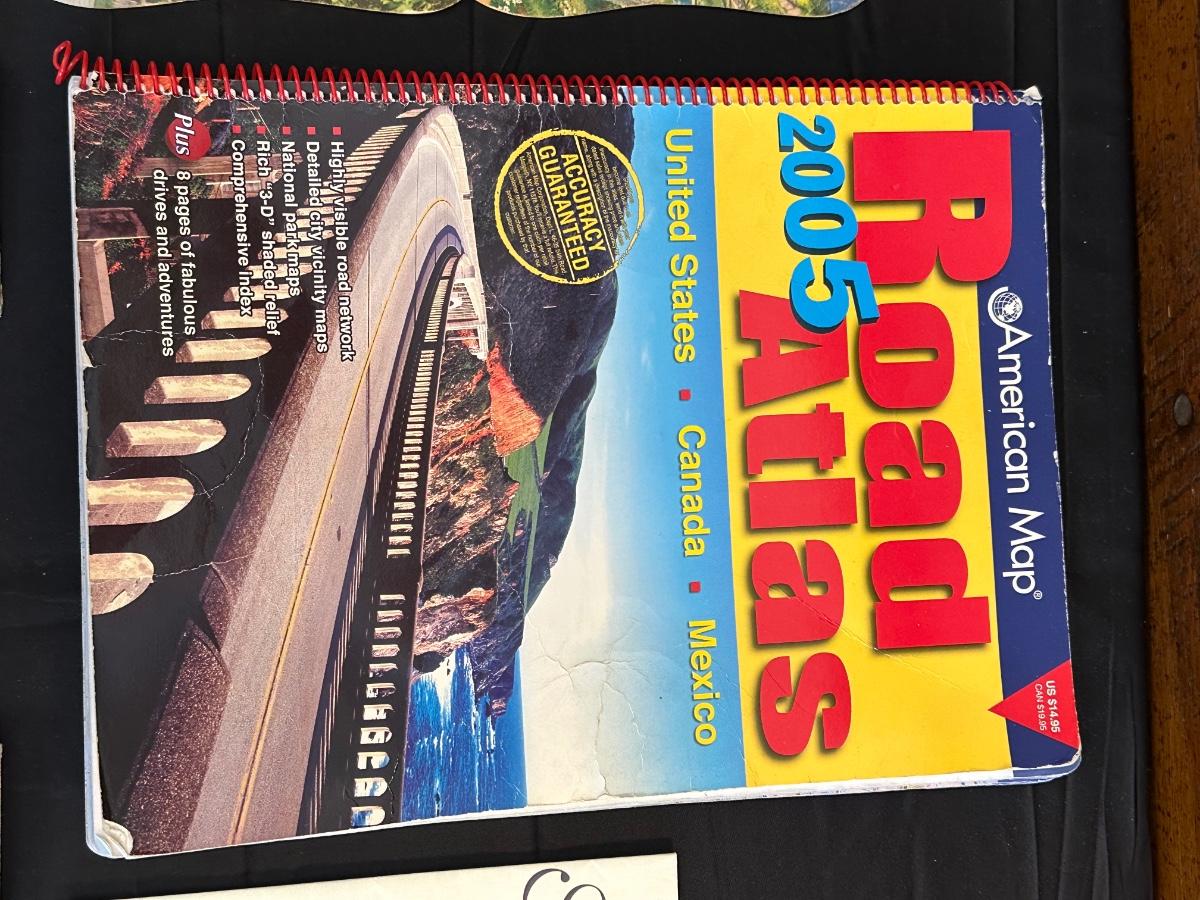 American Map®
US $14.95
CAN $19.95
Road
2005 Atlas
United States ▪ Canada ▪ Mexico
ACCURACY
GUARANTEED
▪ Highly visible road network
▪ Detailed city vicinity maps
▪ National park maps
▪ Rich "3-D" shaded relief
▪ Comprehensive index
Plus 8 pages of fabulous
drives and adventures